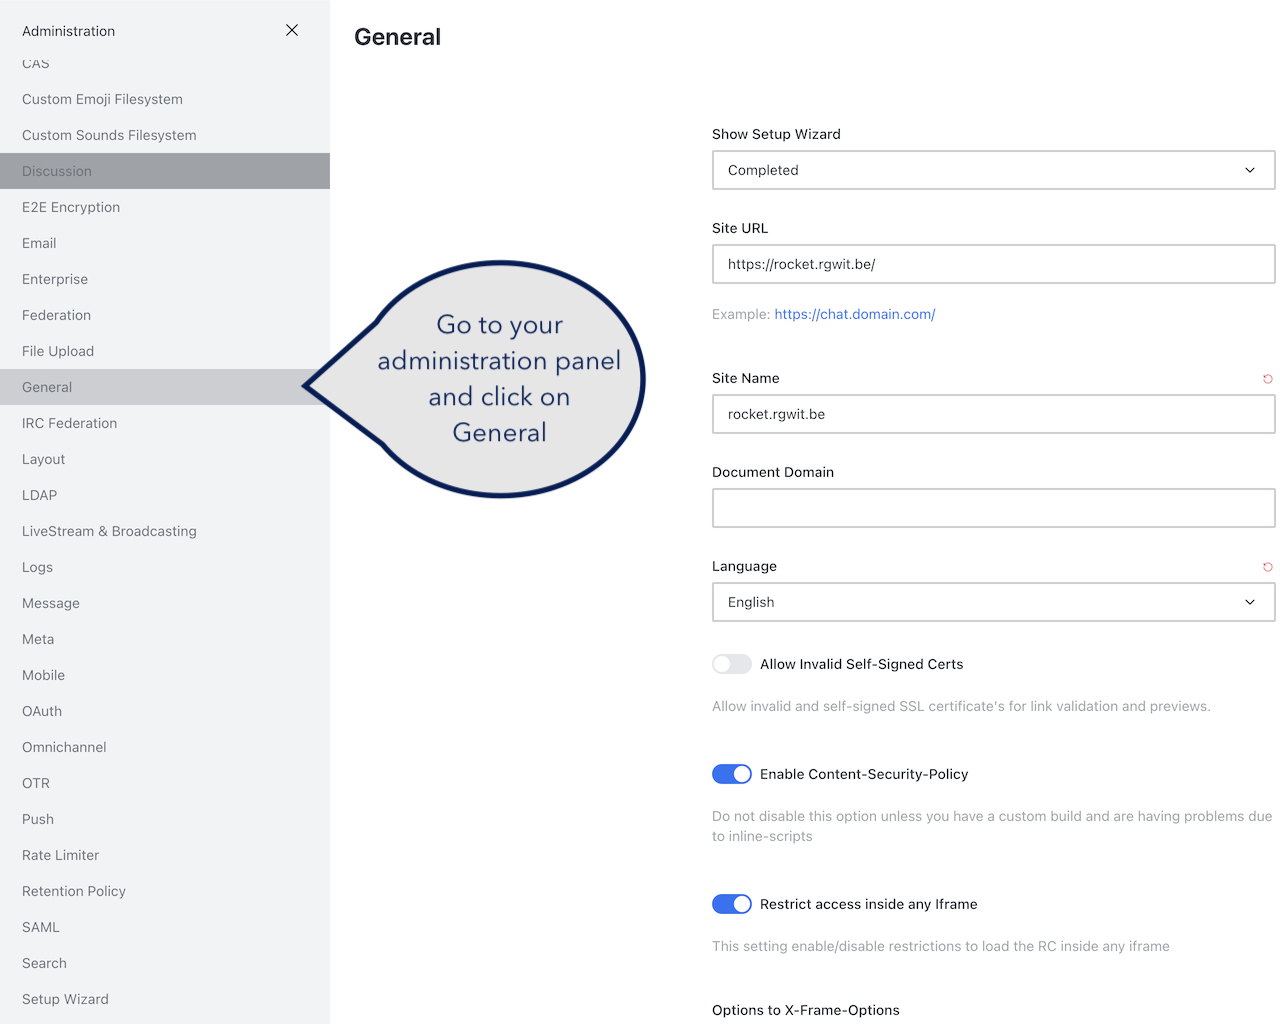 Administration
CAS
Custom Emoji Filesystem
Custom Sounds Filesystem
Discussion
E2E Encryption
Email
Enterprise
Federation
File Upload
General
IRC Federation
Layout
LDAP
LiveStream & Broadcasting
Logs
Message
Meta
Mobile
OAuth
Omnichannel
OTR
Push
Rate Limiter
Retention Policy
SAML
Search
Setup Wizard
Go to your
administration panel
and click on
General
General
Show Setup Wizard
Completed
Site URL
https://rocket.rgwit.be/
Example: https://chat.domain.com/
Site Name
rocket.rgwit.be
Document Domain
Language
English
Allow Invalid Self-Signed Certs
Allow invalid and self-signed SSL certificate's for link validation and previews.
Enable Content-Security-Policy
Do not disable this option unless you have a custom build and are having problems due
to inline-scripts
Restrict access inside any Iframe
This setting enable/disable restrictions to load the RC inside any iframe
Options to X-Frame-Options